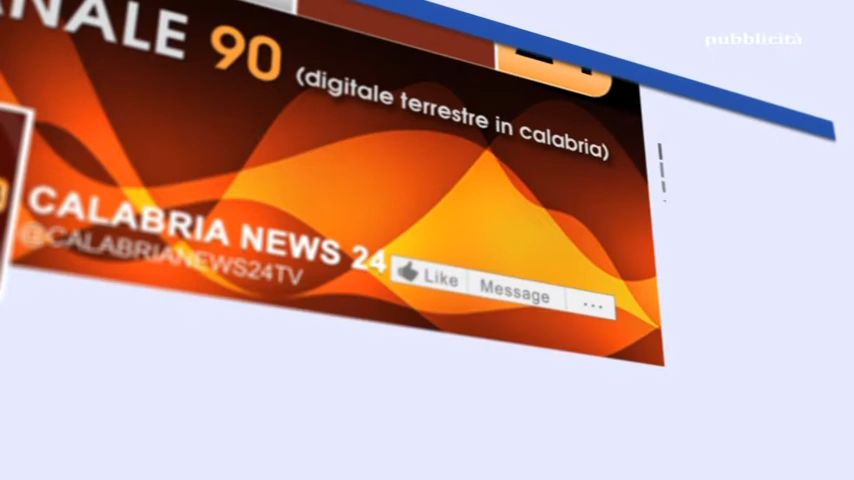 pubblicità
NALE 90
(digitale terrestre in calabria)
CALABRIA NEWS 24
@CALABRIANEWS24TV
Like Message ...